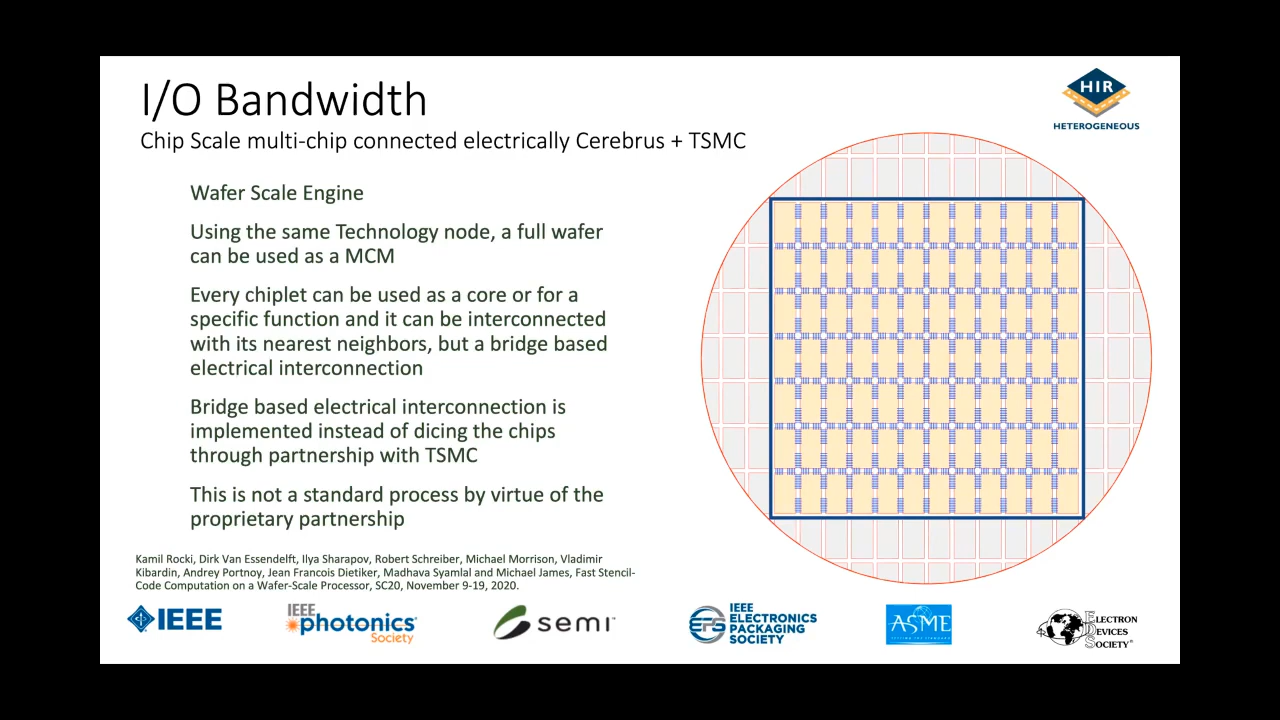 I/O Bandwidth
Chip Scale multi-chip connected electrically Cerebrus + TSMC
HIR
HETEROGENEOUS
Wafer Scale Engine
Using the same Technology node, a full wafer
can be used as a MCM
Every chiplet can be used as a core or for a
specific function and it can be interconnected
with its nearest neighbors, but a bridge based
electrical interconnection
Bridge based electrical interconnection is
implemented instead of dicing the chips
through partnership with TSMC
This is not a standard process by virtue of the
proprietary partnership
Kamil Rocki, Dirk Van Essendelft, Ilya Sharapov, Robert Schreiber, Michael Morrison, Vladimir
Kibardin, Andrey Portnoy, Jean Francois Dietiker, Madhava Syamlal and Michael James, Fast Stencil-
Code Computation on a Wafer-Scale Processor, SC20, November 9-19, 2020.
IEEE
IEEE
photonics
Society
semi™
EPS
IEEE
ELECTRONICS
PACKAGING
SOCIETY
ASME
ELECTRON
DEVICES
SOCIETY®